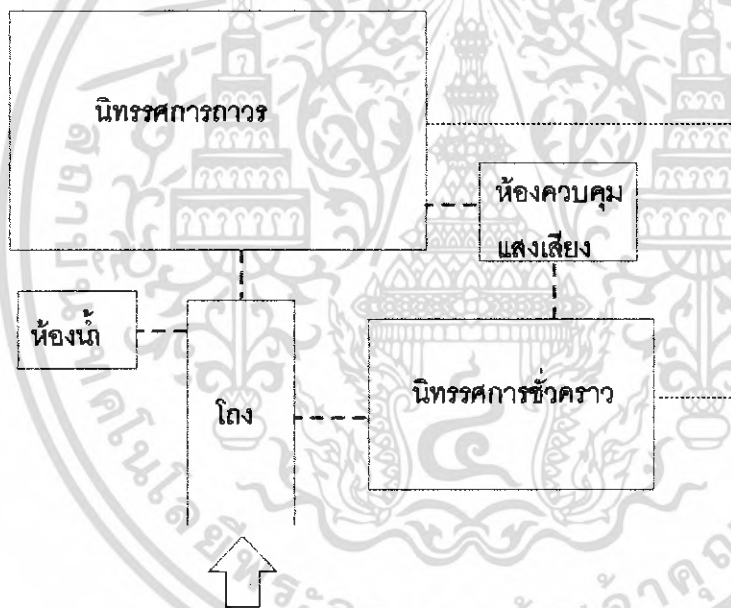 นิทรรศการถาวร
ห้องควบคุม
แสงเสียง
ห้องน้ำ
โถง
นิทรรศการชั่วคราว